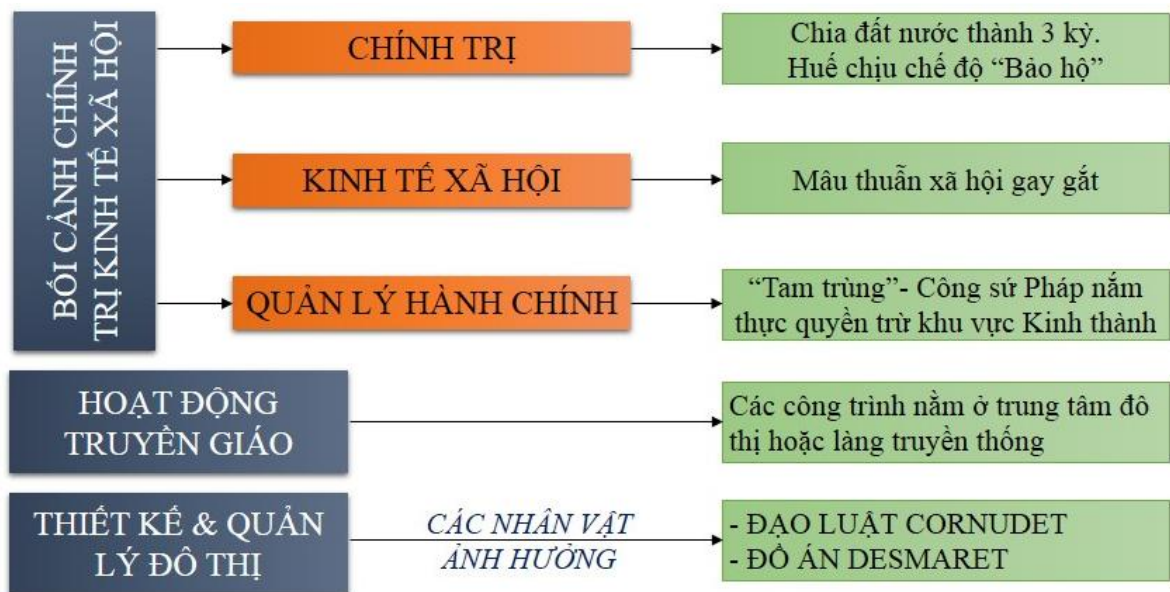 BỐI CẢNH CHÍNH
TRỊ KINH TẾ XÃ HỘI
CHÍNH TRỊ
Chia đất nước thành 3 kỳ.
Huế chịu chế độ “Bảo hộ”
KINH TẾ XÃ HỘI
Mâu thuẫn xã hội gay gắt
QUẢN LÝ HÀNH CHÍNH
“Tam trùng”- Công sứ Pháp nắm
thực quyền trừ khu vực Kinh thành
HOẠT ĐỘNG
TRUYỀN GIÁO
Các công trình nằm ở trung tâm đô
thị hoặc làng truyền thống
THIẾT KẾ & QUẢN
LÝ ĐÔ THỊ
CÁC NHÂN VẬT
ẢNH HƯỞNG
- ĐẠO LUẬT CORNUDET
- ĐỒ ÁN DESMARET